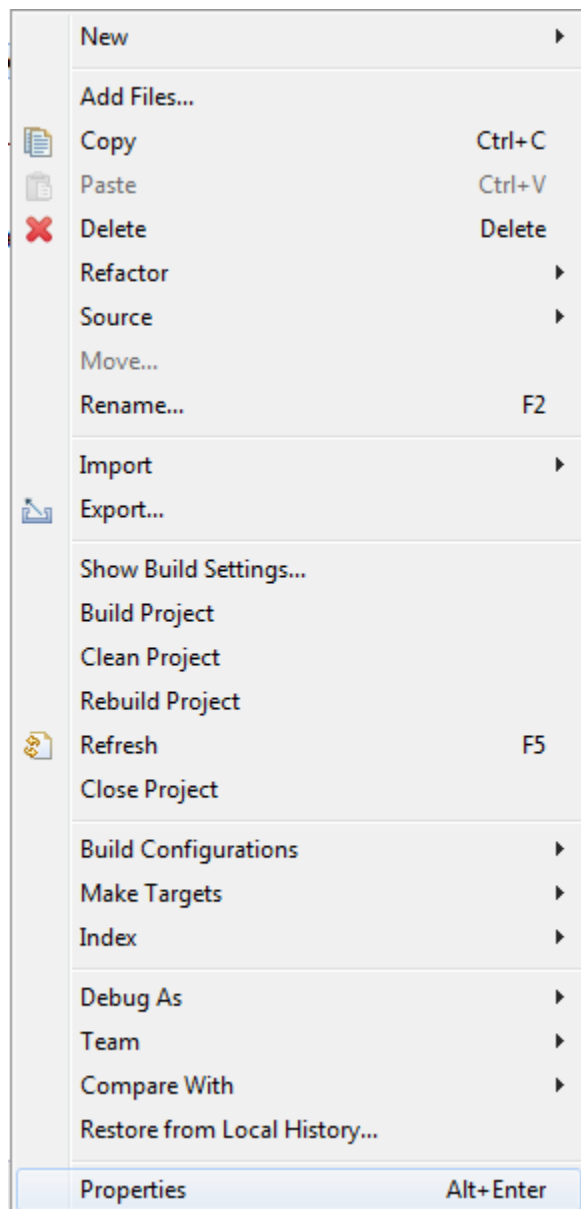 New
Add Files...
Copy Ctrl+C
Paste Ctrl+V
Delete Delete
Refactor
Source
Move...
Rename... F2
Import
Export...
Show Build Settings...
Build Project
Clean Project
Rebuild Project
Refresh F5
Close Project
Build Configurations
Make Targets
Index
Debug As
Team
Compare With
Restore from Local History...
Properties Alt+Enter